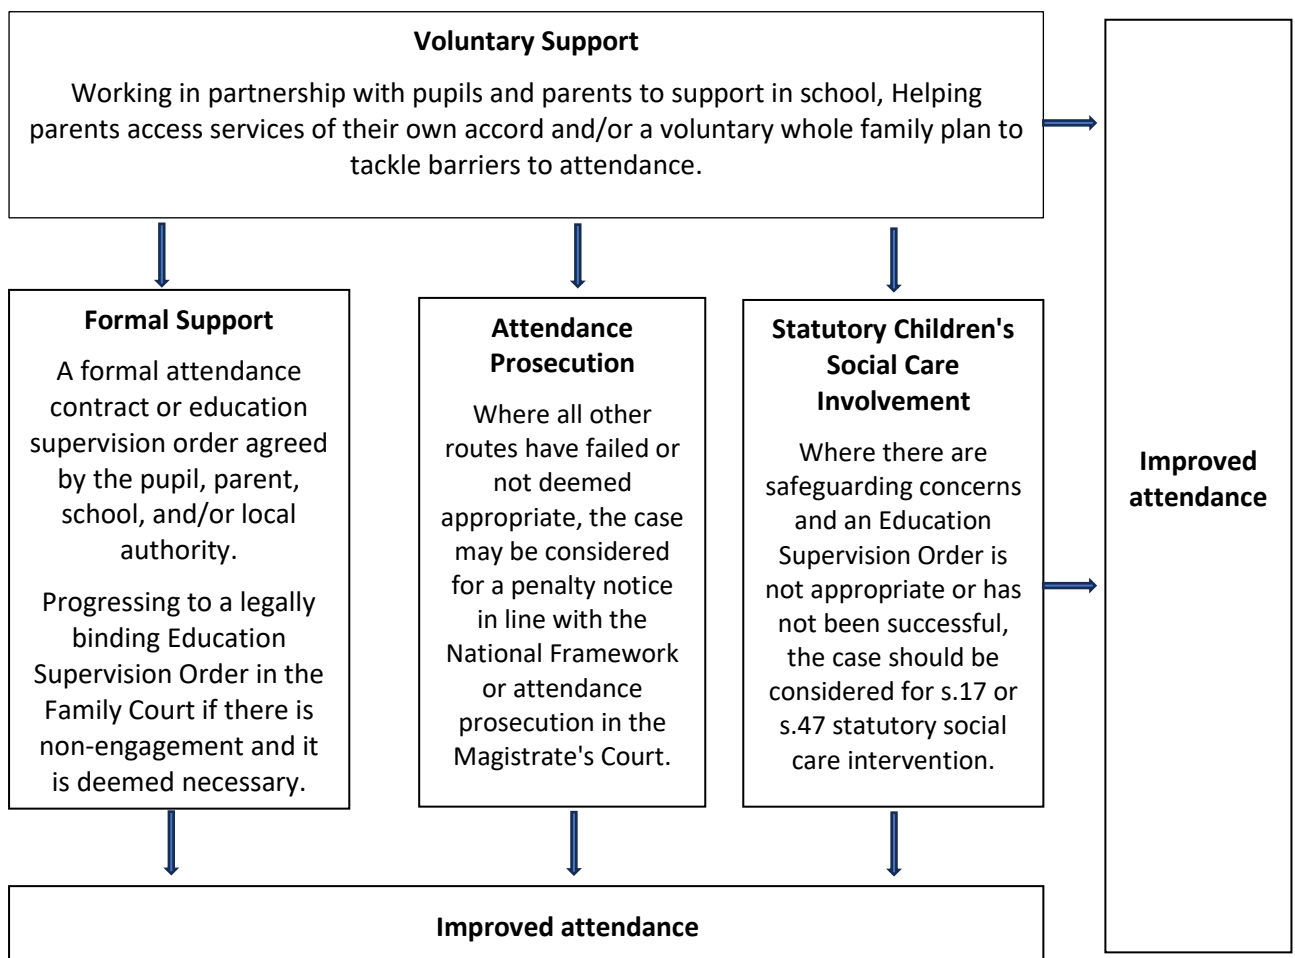 Voluntary Support
Working in partnership with pupils and parents to support in school, Helping
parents access services of their own accord and/or a voluntary whole family plan to
tackle barriers to attendance.
Formal Support
A formal attendance
contract or education
supervision order agreed
by the pupil, parent,
school, and/or local
authority.
Progressing to a legally
binding Education
Supervision Order in the
Family Court if there is
non-engagement and it
is deemed necessary.
Attendance
Prosecution
Where all other
routes have failed or
not deemed
appropriate, the case
may be considered
for a penalty notice
in line with the
National Framework
or attendance
prosecution in the
Magistrate's Court.
Statutory Children's
Social Care
Involvement
Where there are
safeguarding concerns
and an Education
Supervision Order is
not appropriate or has
not been successful,
the case should be
considered for s.17 or
s.47 statutory social
care intervention.
Improved
attendance
Improved attendance